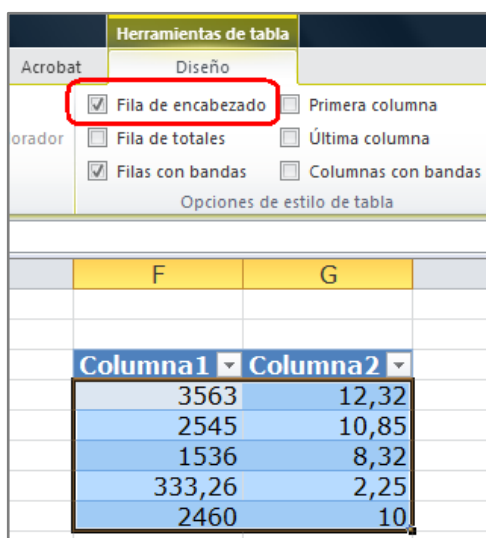 Herramientas de tabla
Acrobat Diseño
Fila de encabezado Primera columna
orador Fila de totales Última columna
Filas con bandas Columnas con bandas
Opciones de estilo de tabla
F G
Columna1 Columna2
3563 12,32
2545 10,85
1536 8,32
333,26 2,25
2460 10